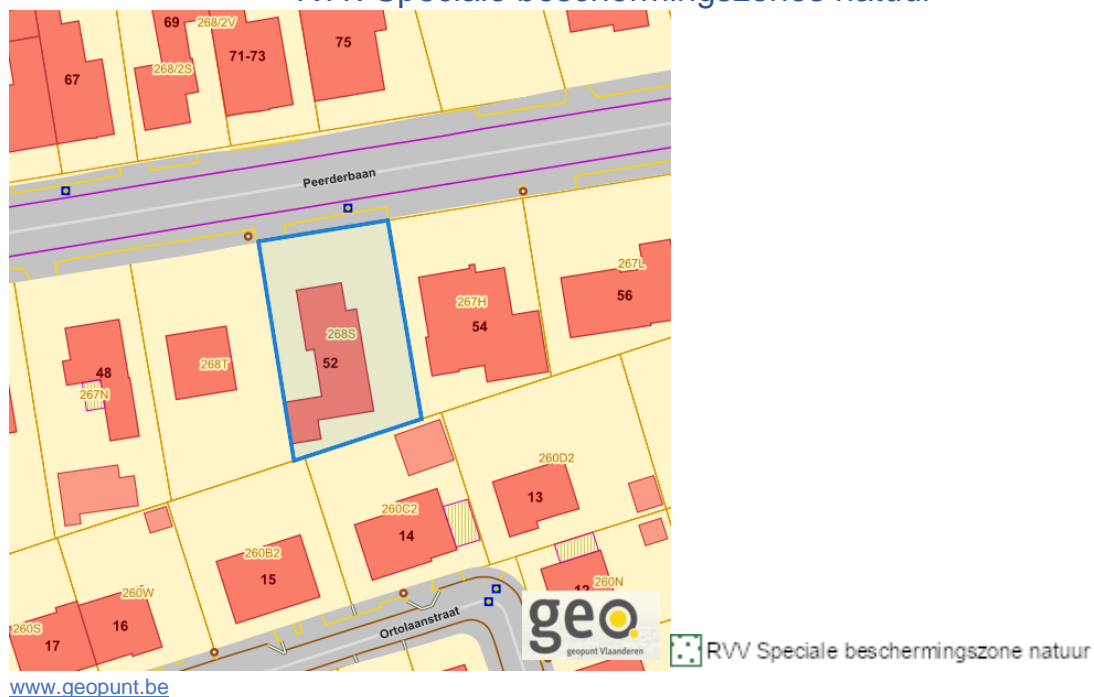 RVV Speciale beschermingszones natuur
69 268/2V
75
71-73
67
268/2S
Peerderbaan
267L
56
267H
54
268S
52
268T
48
267N
260D2
13
260C2
14
260B2
15
260W
16
12 260N
260S
17
Ortolaanstraat
geo
geopunt Vlaanderen
RVV Speciale beschermingszone natuur
www.geopunt.be